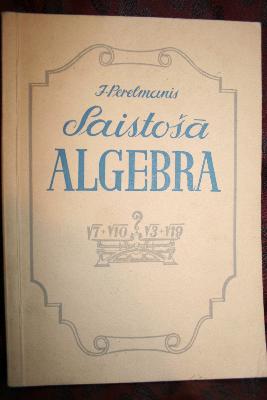 J. Perelmanis
Saistošā
ALGEBRA
?
√7+√10 √3+√19